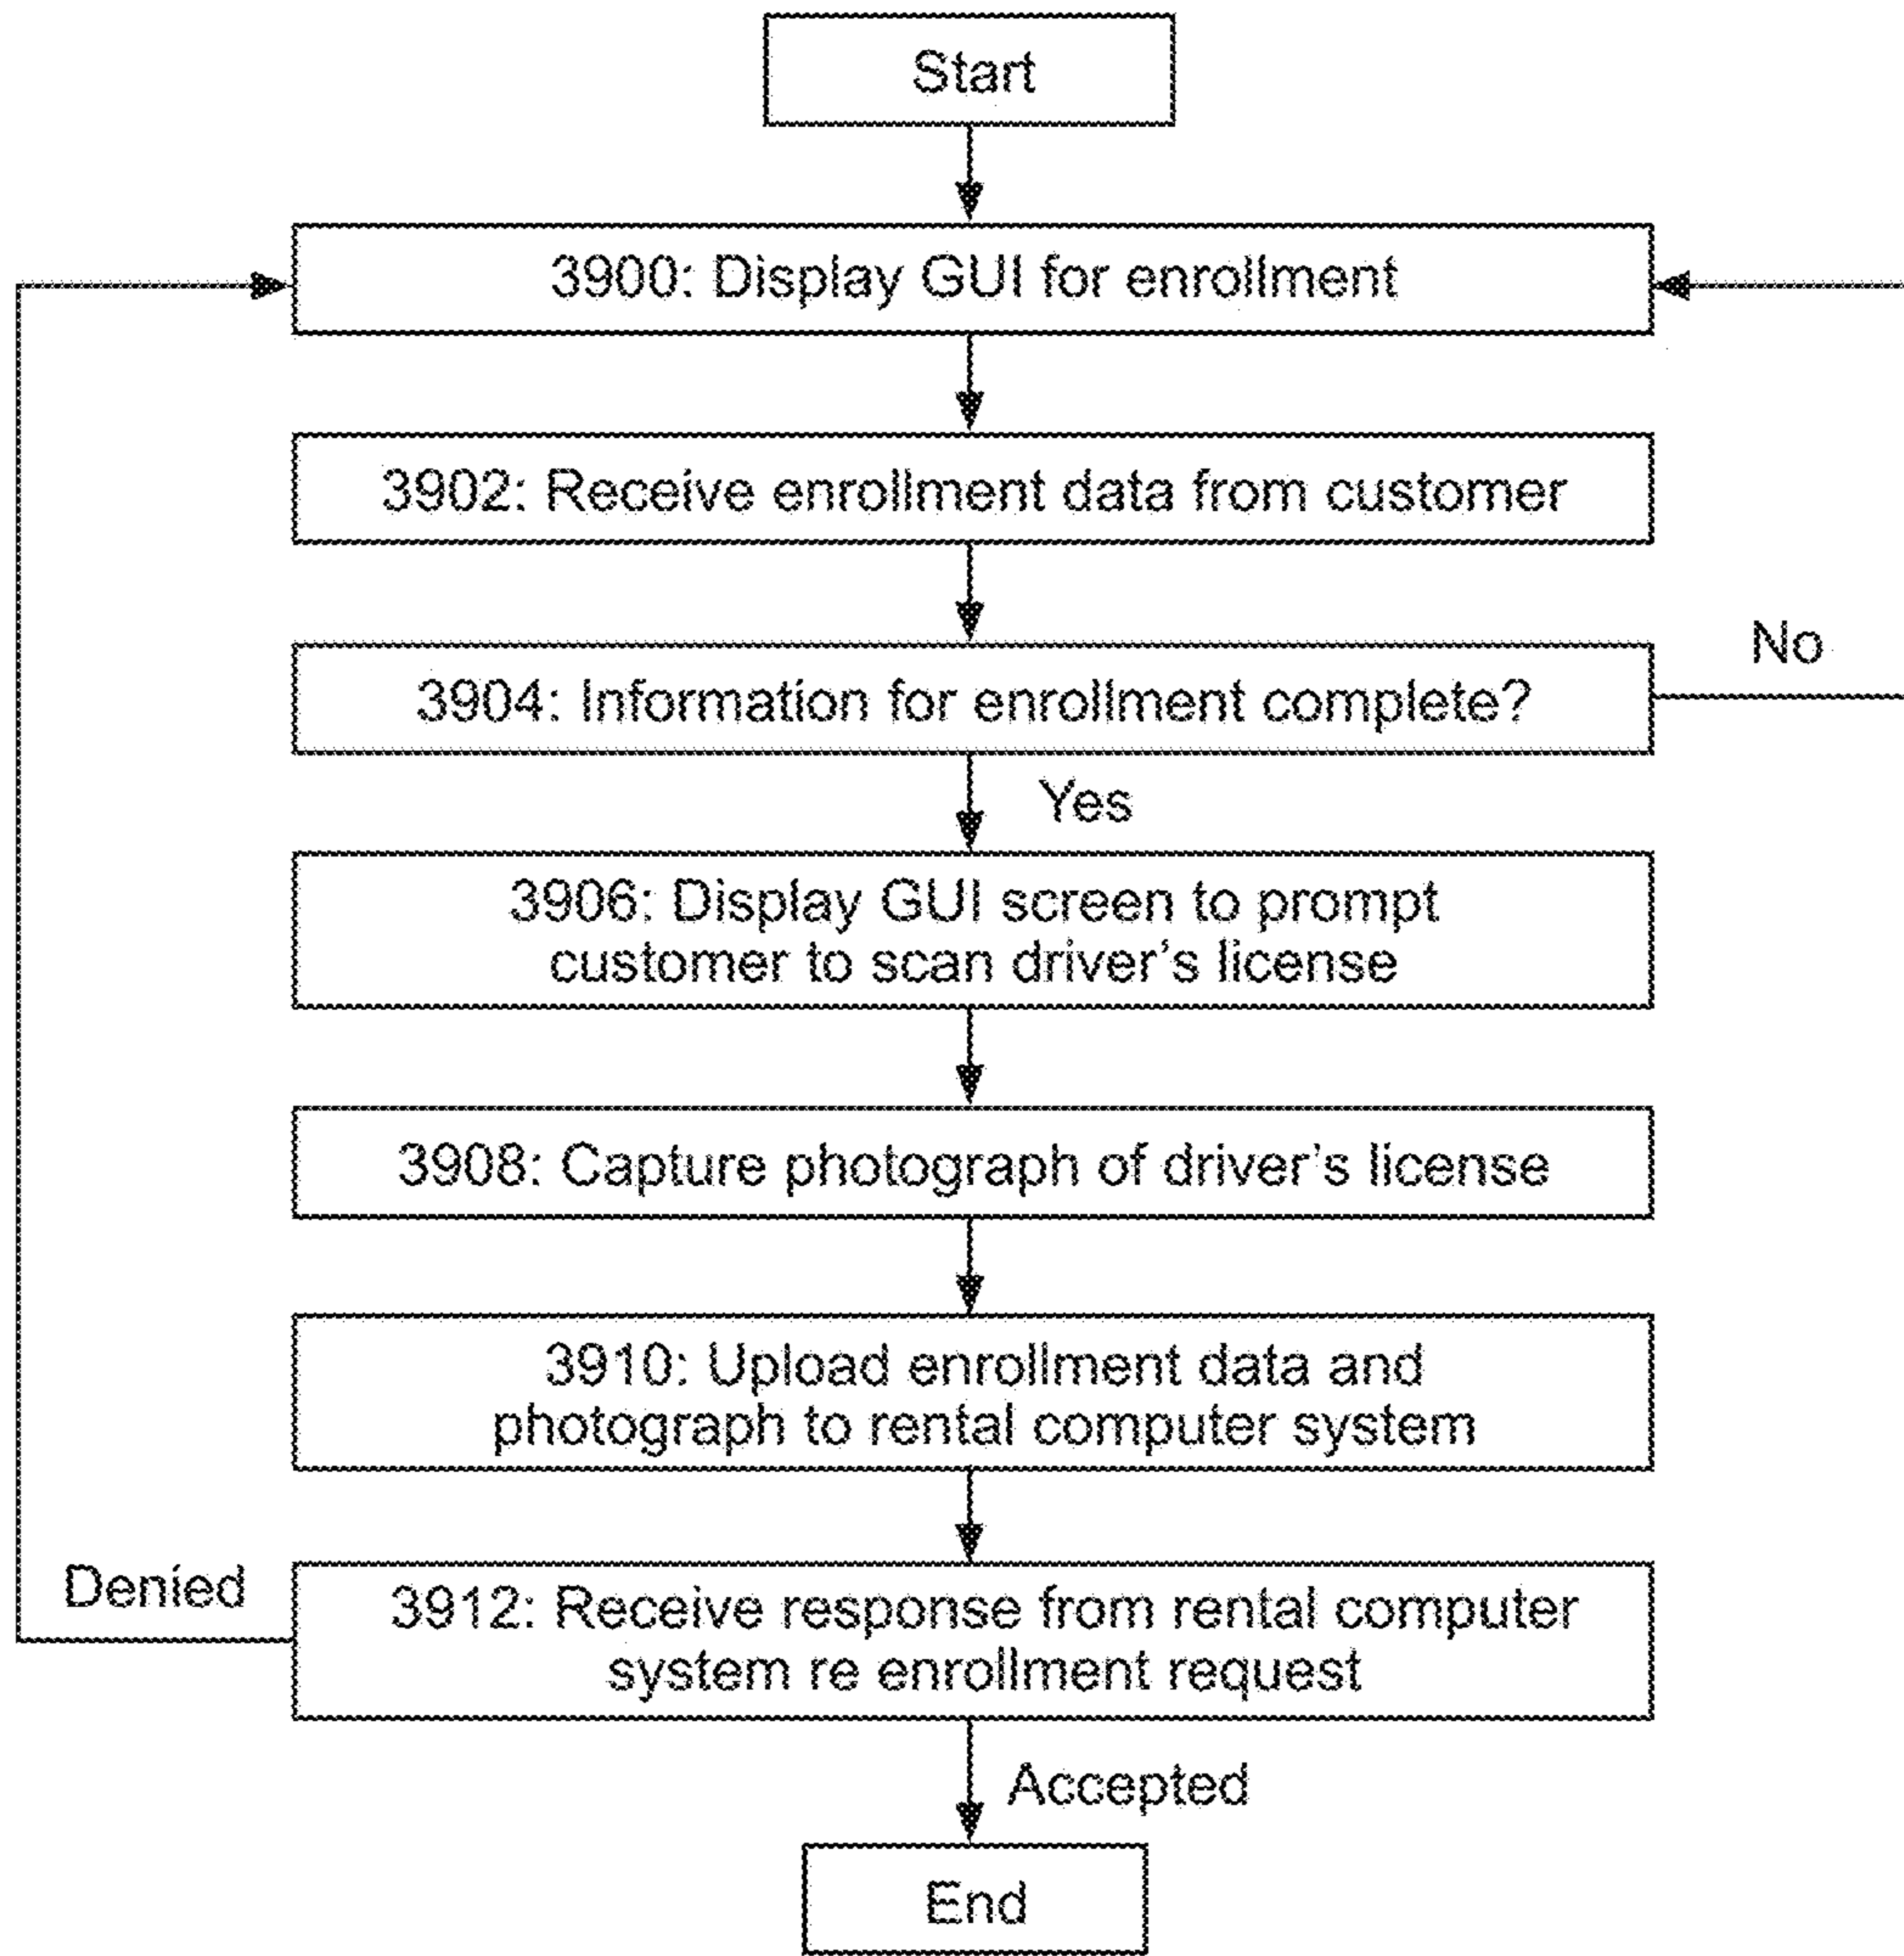 Start
3900: Display GUI for enrollment
3902: Receive enrollment data from customer
3904: Information for enrollment complete?
No
Yes
3906: Display GUI screen to prompt
customer to scan driver's license
3908: Capture photograph of driver's license
3910: Upload enrollment data and
photograph to rental computer system
Denied
3912: Receive response from rental computer
system re enrollment request
Accepted
End